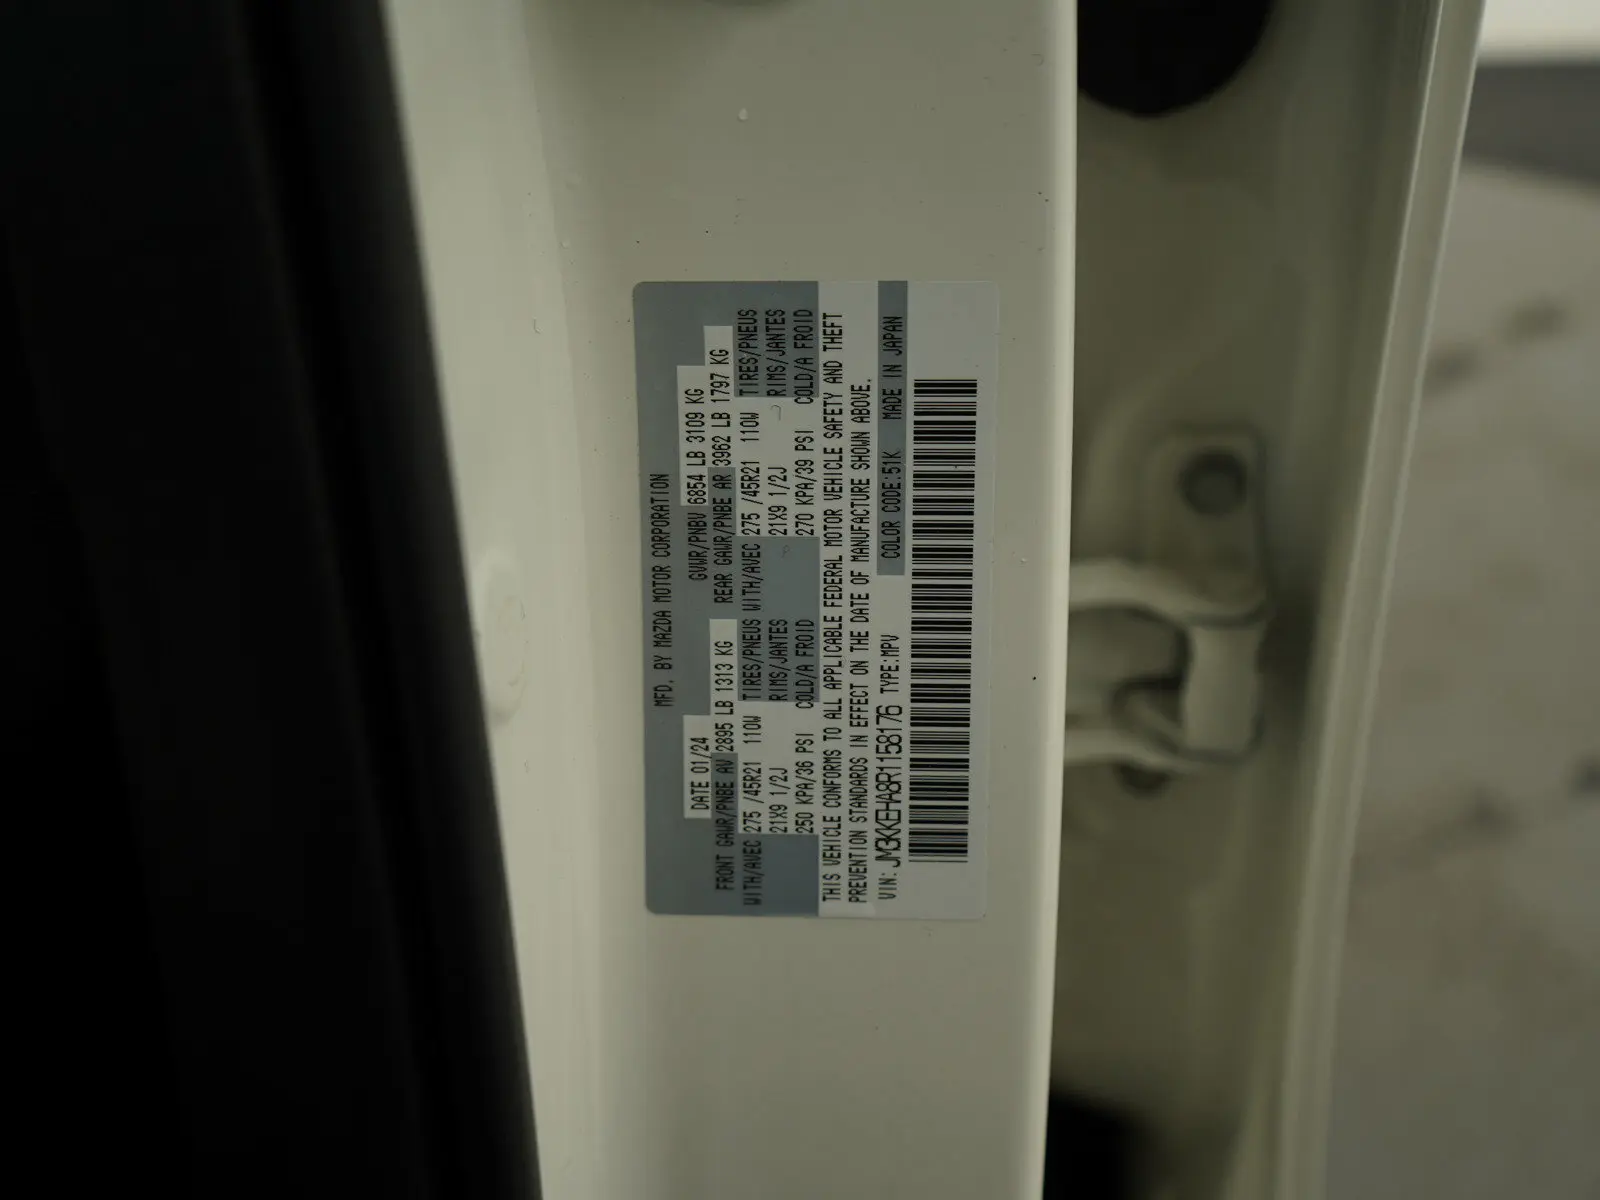 MFD. BY MAZDA MOTOR CORPORATION
DATE 01/24 GVWR/PNBV 6854 LB 3109 KG
FRONT GAWR/PNBE AV 2895 LB 1313 KG REAR GAWR/PNBE AR 3962 LB 1797 KG
WITH/AVEC 275 /45R21 110W TIRES/PNEUS WITH/AVEC 275 /45R21 110W TIRES/PNEUS
21X9 1/2J RIMS/JANTES 21X9 1/2J RIMS/JANTES
250 KPA/36 PSI COLD/A FROID 270 KPA/39 PSI COLD/A FROID
THIS VEHICLE CONFORMS TO ALL APPLICABLE FEDERAL MOTOR VEHICLE SAFETY AND THEFT
PREVENTION STANDARDS IN EFFECT ON THE DATE OF MANUFACTURE SHOWN ABOVE.
VIN: JM3KKEHA8R1158176 TYPE:MPV COLOR CODE:51K MADE IN JAPAN